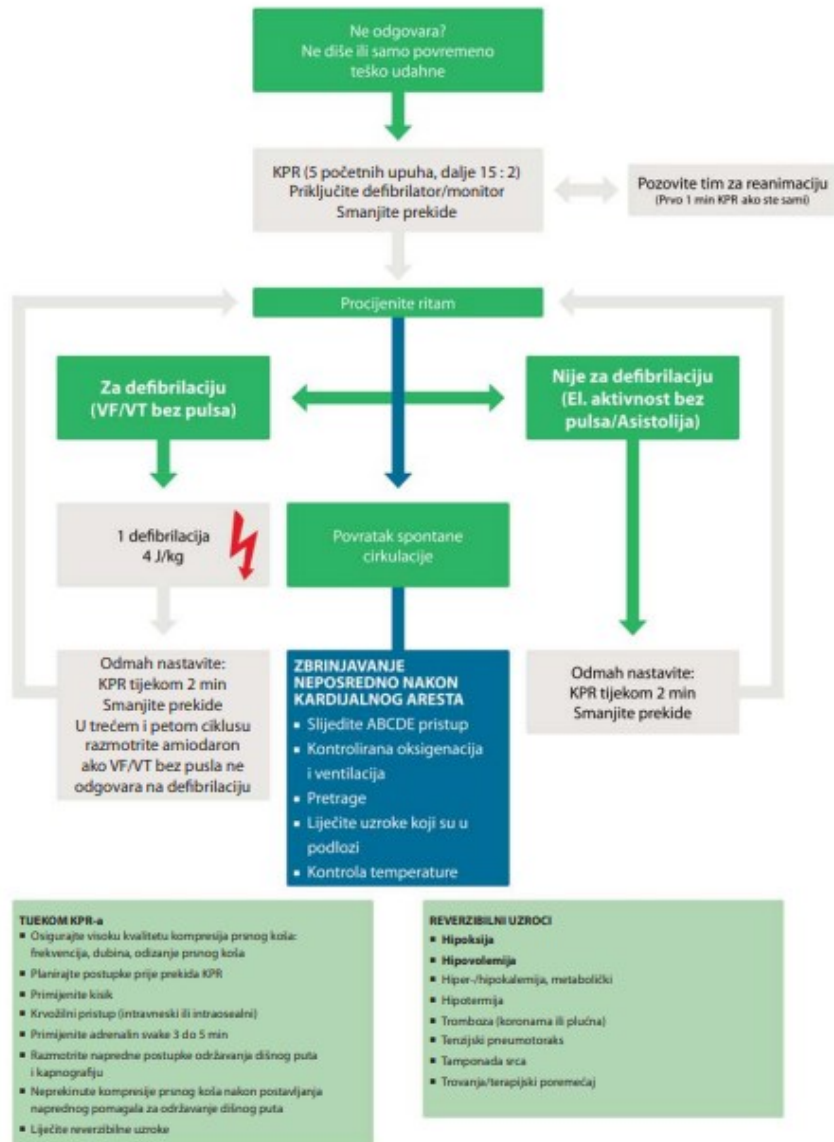 Ne odgovara?
Ne diše ili samo povremeno
teško udahne
KPR (5 početnih upuha, dalje 15 : 2)
Priključite defibrilator/monitor
Smanjite prekide
Pozovite tim za reanimaciju
(Prvo 1 min KPR ako ste sami)
Procijenite ritam
Za defibrilaciju
(VF/VT bez pulsa)
Nije za defibrilaciju
(El. aktivnost bez
pulsa/Asistolija)
1 defibrilacija
4 J/kg
Povratak spontane
cirkulacije
Odmah nastavite:
KPR tijekom 2 min
Smanjite prekide
U trećem i petom ciklusu
razmotrite amiodaron
ako VF/VT bez pusla ne
odgovara na defibrilaciju
ZBRINJAVANJE
NEPOSREDNO NAKON
KARDIJALNOG ARESTA
▪ Slijedite ABCDE pristup
▪ Kontrolirana oksigenacija
i ventilacija
▪ Pretrage
▪ Liječite uzroke koji su u
podlozi
▪ Kontrola temperature
Odmah nastavite:
KPR tijekom 2 min
Smanjite prekide
TIJEKOM KPR-a
▪ Osigurajte visoku kvalitetu kompresija prsnog koša:
frekvencija, dubina, odizanje prsnog koša
▪ Planirajte postupke prije prekida KPR
▪ Primijenite kisik
▪ Krvožilni pristup (intravneski ili intraosealni)
▪ Primijenite adrenalin svake 3 do 5 min
▪ Razmotrite napredne postupke održavanja dišnog puta
i kapnografiju
▪ Neprekinute kompresije prsnog koša nakon postavljanja
naprednog pomagala za održavanje dišnog puta
▪ Liječite reverzibilne uzroke
REVERZIBILNI UZROCI
▪ Hipoksija
▪ Hipovolemija
▪ Hiper-/hipokalemija, metabolički
▪ Hipotermija
▪ Tromboza (koronarna ili plućna)
▪ Tenzijski pneumotoraks
▪ Tamponada srca
▪ Trovanja/terapijski poremećaj